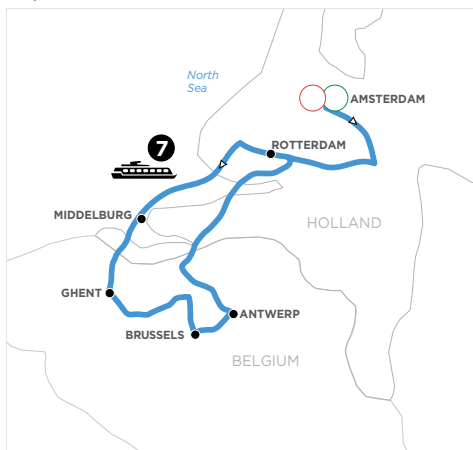 North
Sea
AMSTERDAM
ROTTERDAM
7
MIDDELBURG
HOLLAND
GHENT
ANTWERP
BRUSSELS
BELGIUM